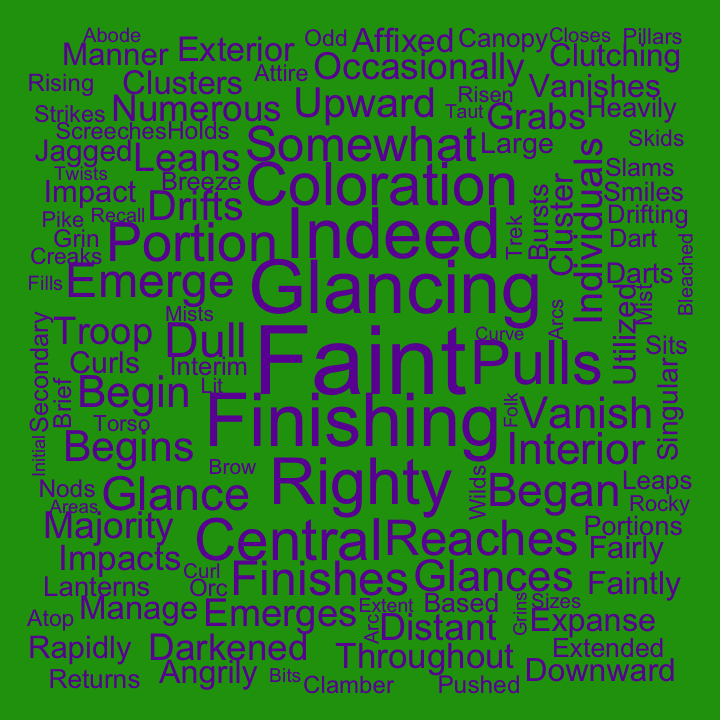 Abode
Manner
Exterior
Odd
Affixed
Canopy
Closes
Pillars
Clutching
Rising
Clusters
Attire
Occasionally
Vanishes
Strikes
Numerous
Upward
Risen
Taut
Grabs
Heavily
Screeches
Holds
Somewhat
Large
Skids
Jagged
Leans
Twists
Breeze
Coloration
Individuals
Slams
Impact
Drifts
Bursts
Cluster
Smiles
Pike
Recall
Portion
Indeed
Trek
Drifting
Grin
Dart
Creaks
Fills
Emerge
Glancing
Darts
Bleached
Mists
Arcs
Utilized
Mist
Secondary
Troop
Dull
Faint
Curve
Pulls
Sits
Curls
Interim
Singular
Brief
Begin
Lit
Finishing
Folk
Vanish
Torso
Initial
Begins
Interior
Brow
Righty
Wilds
Nods
Glance
Began
Leaps
Areas
Rocky
Majority
Central
Reaches
Portions
Impacts
Fairly
Curl
Lanterns
Orc
Finishes
Glances
Faintly
Atop
Manage
Emerges
Extent
Based
Grins
Sizes
Expanse
Arc
Distant
Rapidly
Darkened
Throughout
Extended
Returns
Angrily
Bits
Clamber
Pushed
Downward